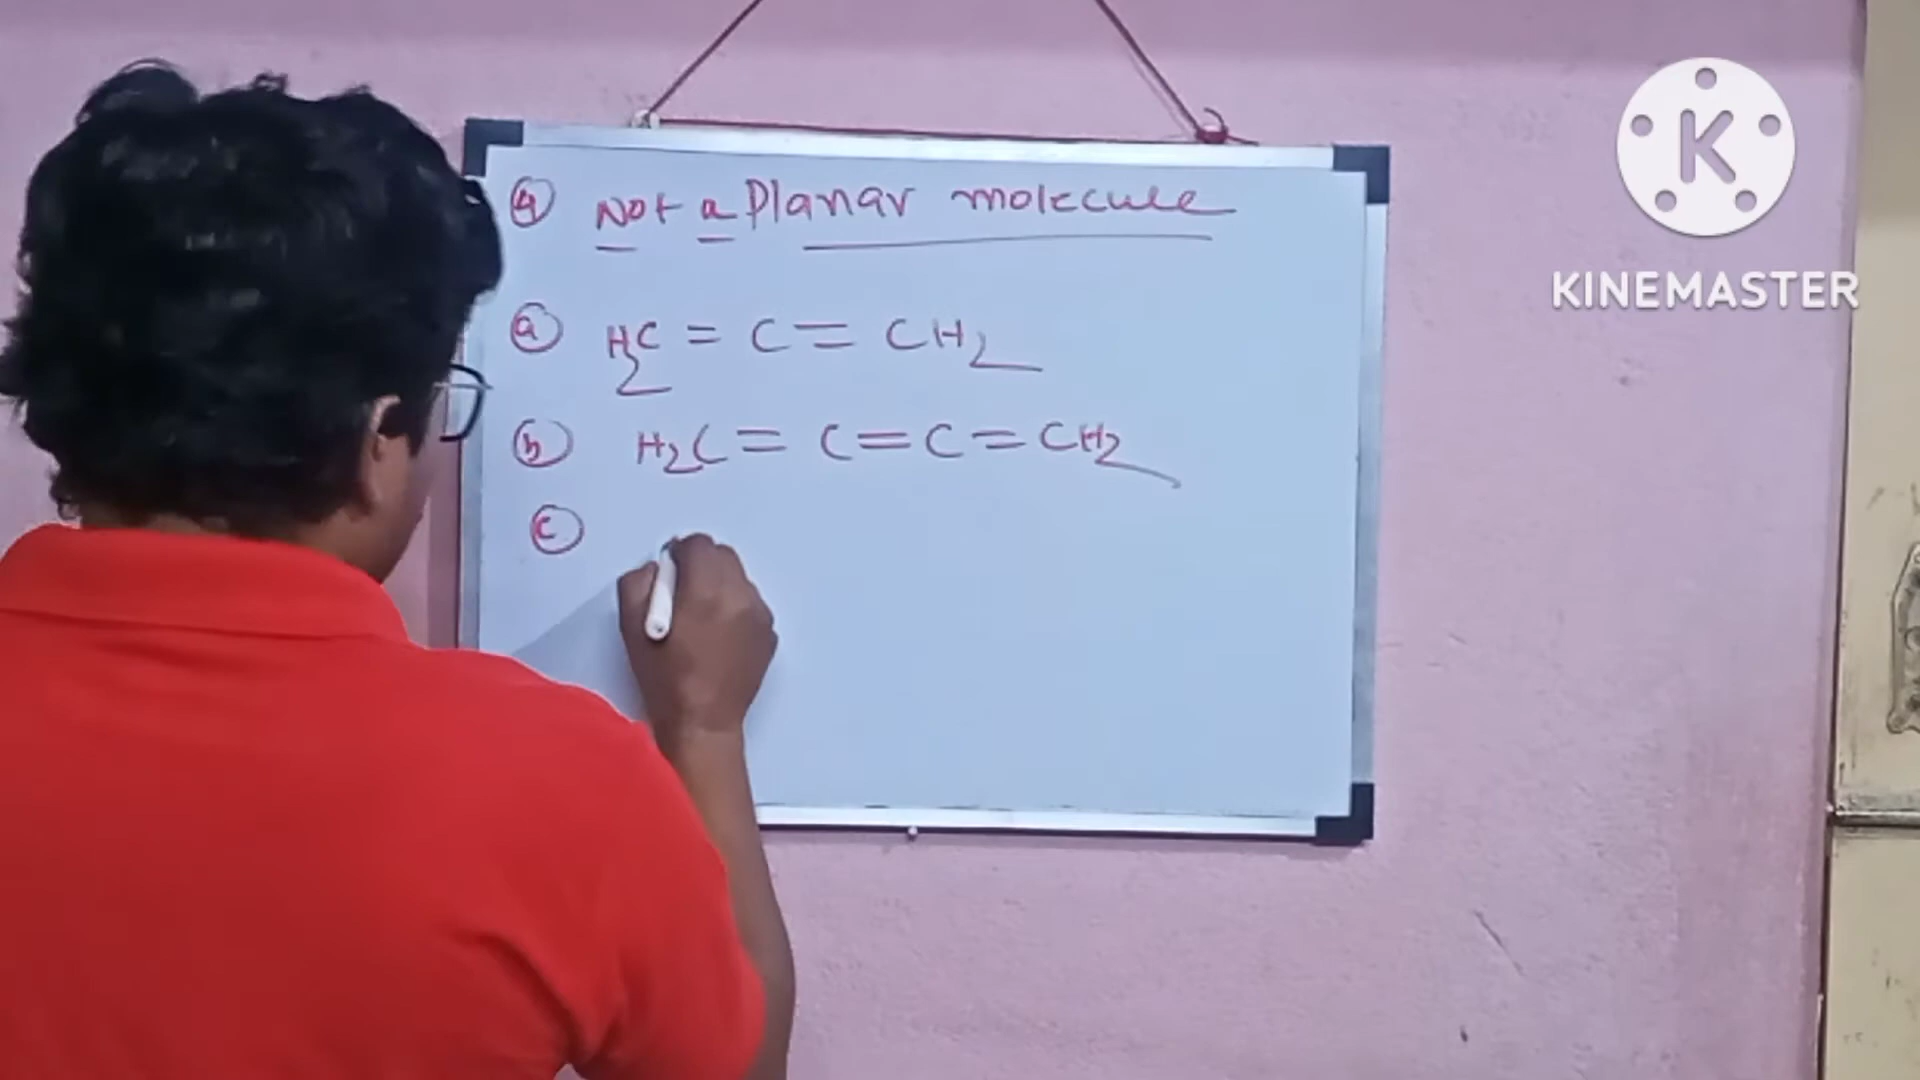 ④ Not a Planar molecule
ⓐ H2C = C = CH2
ⓑ H2C = C = C = CH2
ⓒ
K
KINEMASTER